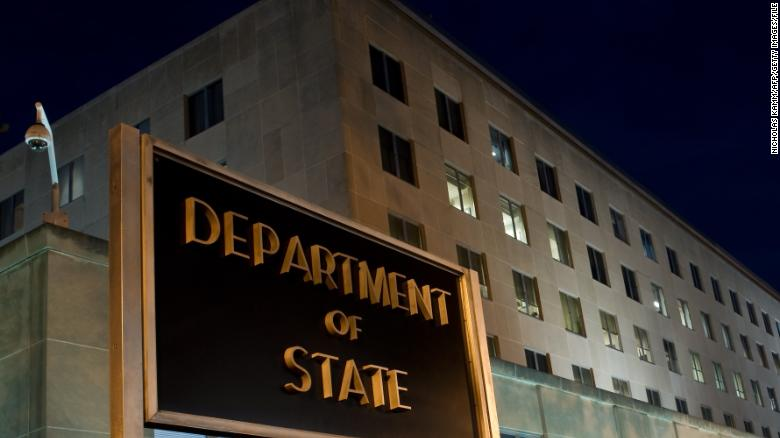 DEPARTMENT
OF
STATE
NICHOLAS KAMM/AFP/GETTY IMAGES/FILE